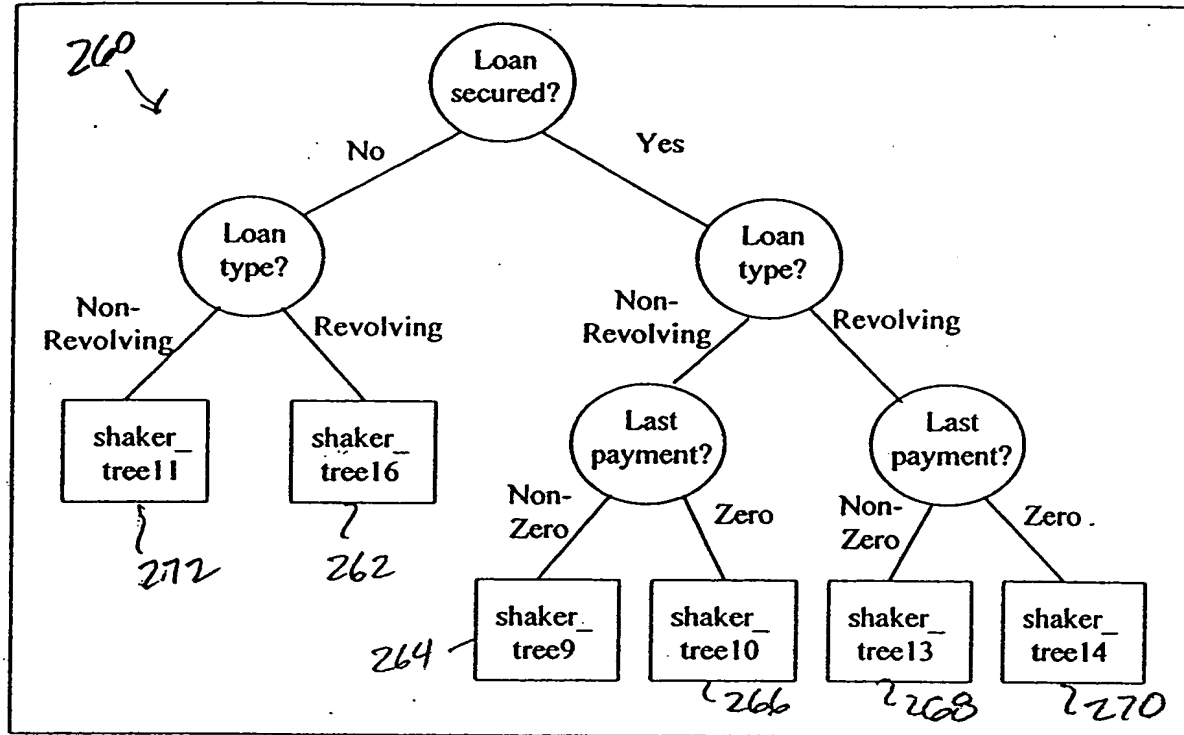 260
Loan
secured?
No
Yes
Loan
type?
Loan
type?
Non-
Revolving
Revolving
Non-
Revolving
Revolving
shaker_
tree11
shaker_
tree16
Last
payment?
Last
payment?
272
262
Non-
Zero
Zero
Non-
Zero
Zero
shaker_
tree9
shaker_
tree10
shaker_
tree13
shaker_
tree14
264
266
268
270